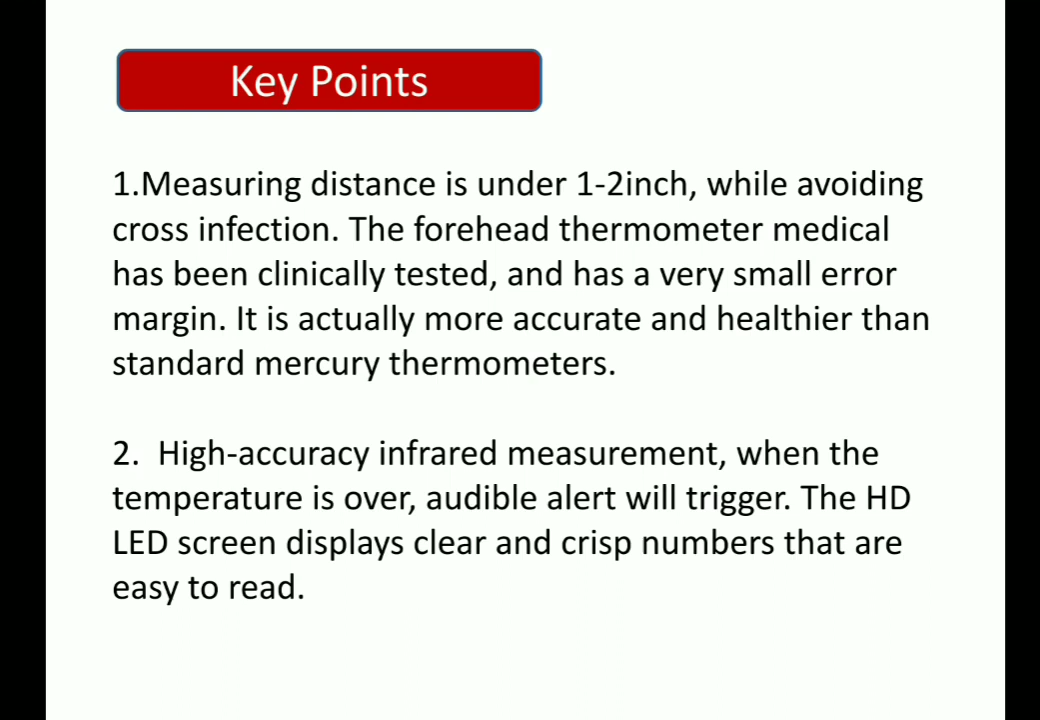 Key Points
1.Measuring distance is under 1-2inch, while avoiding
cross infection. The forehead thermometer medical
has been clinically tested, and has a very small error
margin. It is actually more accurate and healthier than
standard mercury thermometers.
2.  High-accuracy infrared measurement, when the
temperature is over, audible alert will trigger. The HD
LED screen displays clear and crisp numbers that are
easy to read.